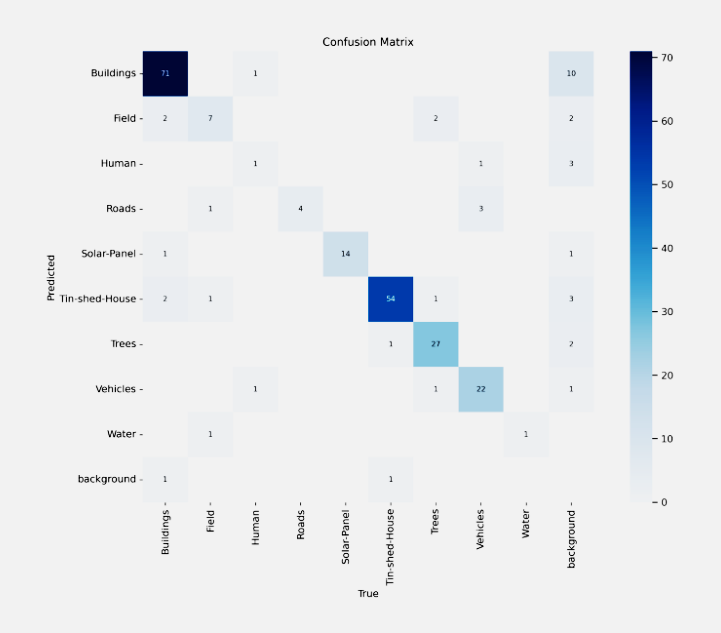 Confusion Matrix
Buildings 71 1 10
Field 2 7 2 2
Human 1 1 3
Roads 1 4 3
Solar-Panel 1 14 1
Tin-shed-House 2 1 54 1 3
Trees 1 27 2
Vehicles 1 1 22 1
Water 1 1
background 1 1
Predicted
Buildings
Field
Human
Roads
Solar-Panel
Tin-shed-House
Trees
Vehicles
Water
background
True
70
60
50
40
30
20
10
0